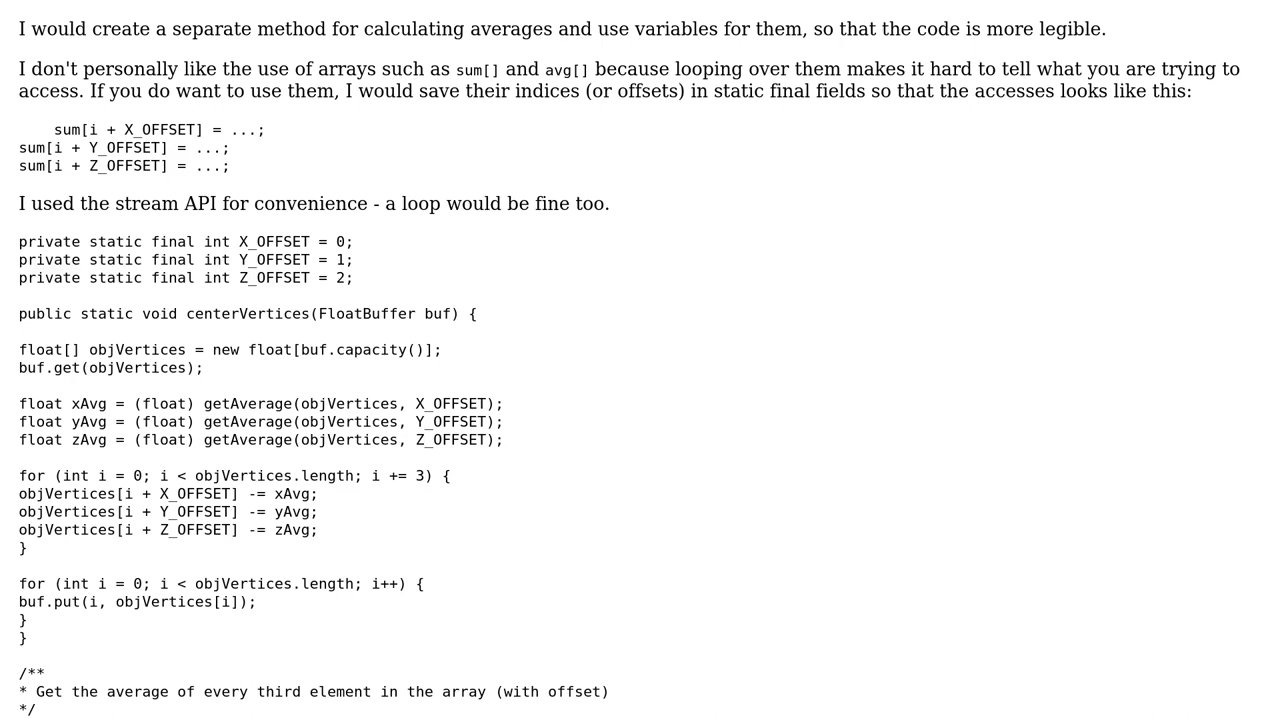 I would create a separate method for calculating averages and use variables for them, so that the code is more legible.
I don't personally like the use of arrays such as sum[] and avg[] because looping over them makes it hard to tell what you are trying to
access. If you do want to use them, I would save their indices (or offsets) in static final fields so that the accesses looks like this:
    sum[i + X_OFFSET] = ...;
sum[i + Y_OFFSET] = ...;
sum[i + Z_OFFSET] = ...;
I used the stream API for convenience - a loop would be fine too.
private static final int X_OFFSET = 0;
private static final int Y_OFFSET = 1;
private static final int Z_OFFSET = 2;
public static void centerVertices(FloatBuffer buf) {
float[] objVertices = new float[buf.capacity()];
buf.get(objVertices);
float xAvg = (float) getAverage(objVertices, X_OFFSET);
float yAvg = (float) getAverage(objVertices, Y_OFFSET);
float zAvg = (float) getAverage(objVertices, Z_OFFSET);
for (int i = 0; i < objVertices.length; i += 3) {
objVertices[i + X_OFFSET] -= xAvg;
objVertices[i + Y_OFFSET] -= yAvg;
objVertices[i + Z_OFFSET] -= zAvg;
}
for (int i = 0; i < objVertices.length; i++) {
buf.put(i, objVertices[i]);
}
}
/**
* Get the average of every third element in the array (with offset)
*/